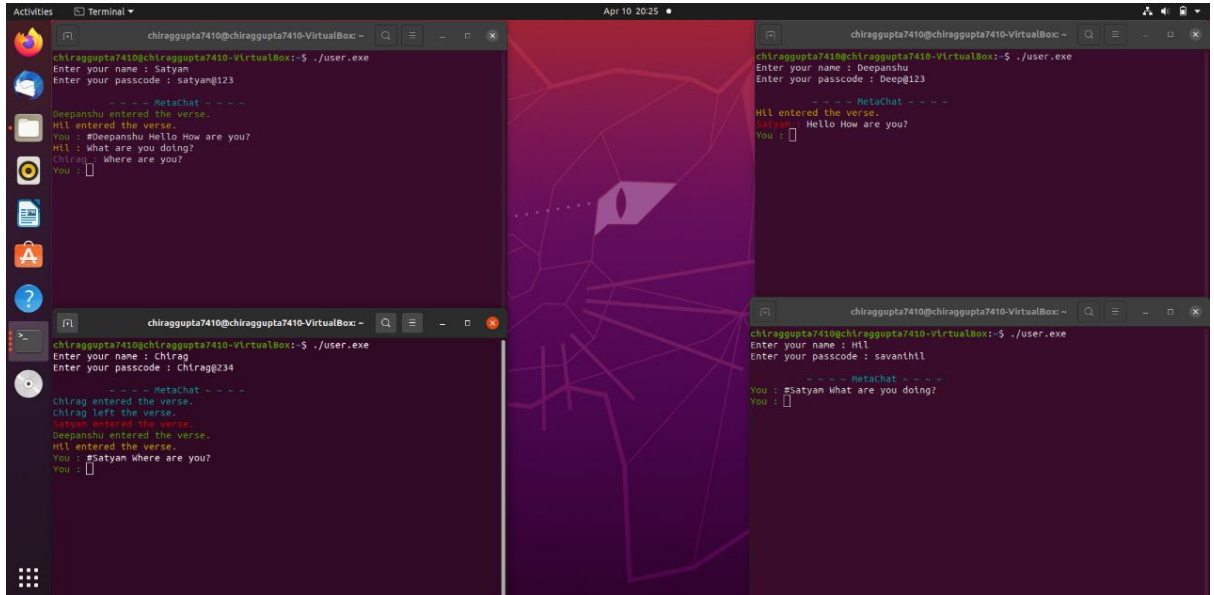 Activities Terminal Apr 10 20:25
chiraggupta7410@chiraggupta7410-VirtualBox: ~
chiraggupta7410@chiraggupta7410-VirtualBox:~$ ./user.exe
Enter your name : Satyam
Enter your passcode : satyam@123
~ ~ ~ ~ MetaChat ~ ~ ~ ~
Deepanshu entered the verse.
Hil entered the verse.
You : #Deepanshu Hello How are you?
Hil : What are you doing?
Chirag : Where are you?
You :
chiraggupta7410@chiraggupta7410-VirtualBox: ~
chiraggupta7410@chiraggupta7410-VirtualBox:~$ ./user.exe
Enter your name : Deepanshu
Enter your passcode : Deep@123
~ ~ ~ ~ MetaChat ~ ~ ~ ~
Hil entered the verse.
Satyam : Hello How are you?
You :
chiraggupta7410@chiraggupta7410-VirtualBox: ~
chiraggupta7410@chiraggupta7410-VirtualBox:~$ ./user.exe
Enter your name : Chirag
Enter your passcode : Chirag@234
~ ~ ~ ~ MetaChat ~ ~ ~ ~
Chirag entered the verse.
Chirag left the verse.
Satyam entered the verse.
Deepanshu entered the verse.
Hil entered the verse.
You : #Satyam Where are you?
You :
chiraggupta7410@chiraggupta7410-VirtualBox: ~
chiraggupta7410@chiraggupta7410-VirtualBox:~$ ./user.exe
Enter your name : Hil
Enter your passcode : savanihil
~ ~ ~ ~ MetaChat ~ ~ ~ ~
You : #Satyam What are you doing?
You :